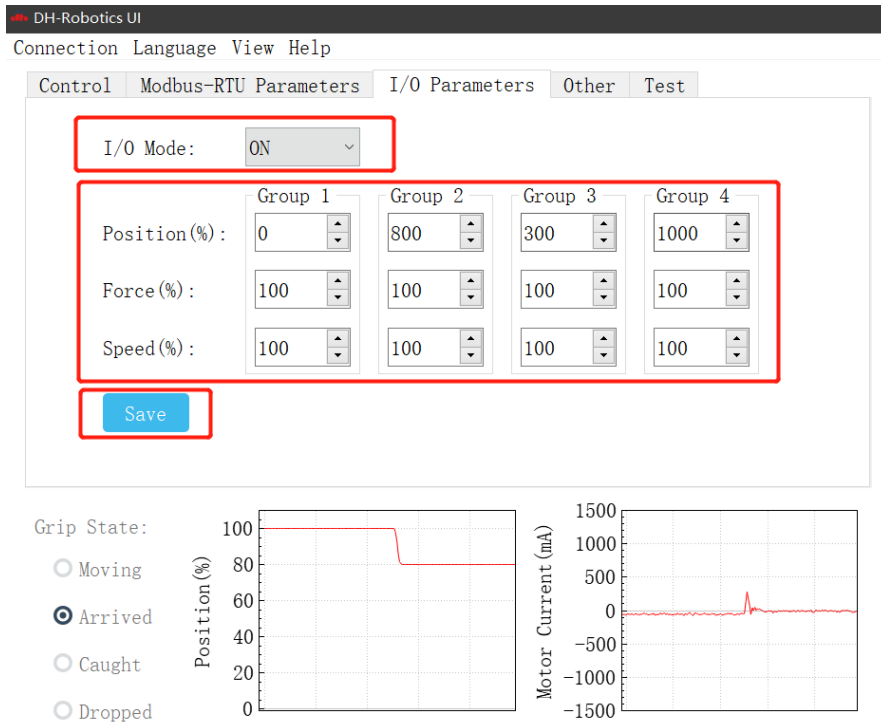 DH-Robotics UI
Connection Language View Help
Control Modbus-RTU Parameters I/O Parameters Other Test
I/O Mode: ON
Group 1 Group 2 Group 3 Group 4
Position(%): 0 800 300 1000
Force(%): 100 100 100 100
Speed(%): 100 100 100 100
Save
Grip State:
Moving
Arrived
Caught
Dropped
Position(%)
100
80
60
40
20
0
Motor Current(mA)
1500
1000
500
0
-500
-1000
-1500